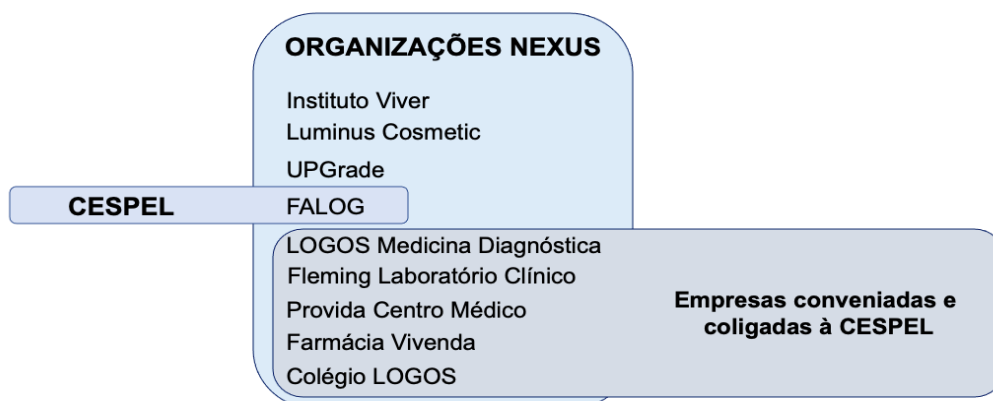 ORGANIZAÇÕES NEXUS
Instituto Viver
Luminus Cosmetic
UPGrade
CESPEL
FALOG
LOGOS Medicina Diagnóstica
Fleming Laboratório Clínico
Provida Centro Médico
Farmácia Vivenda
Colégio LOGOS
Empresas conveniadas e
coligadas à CESPEL